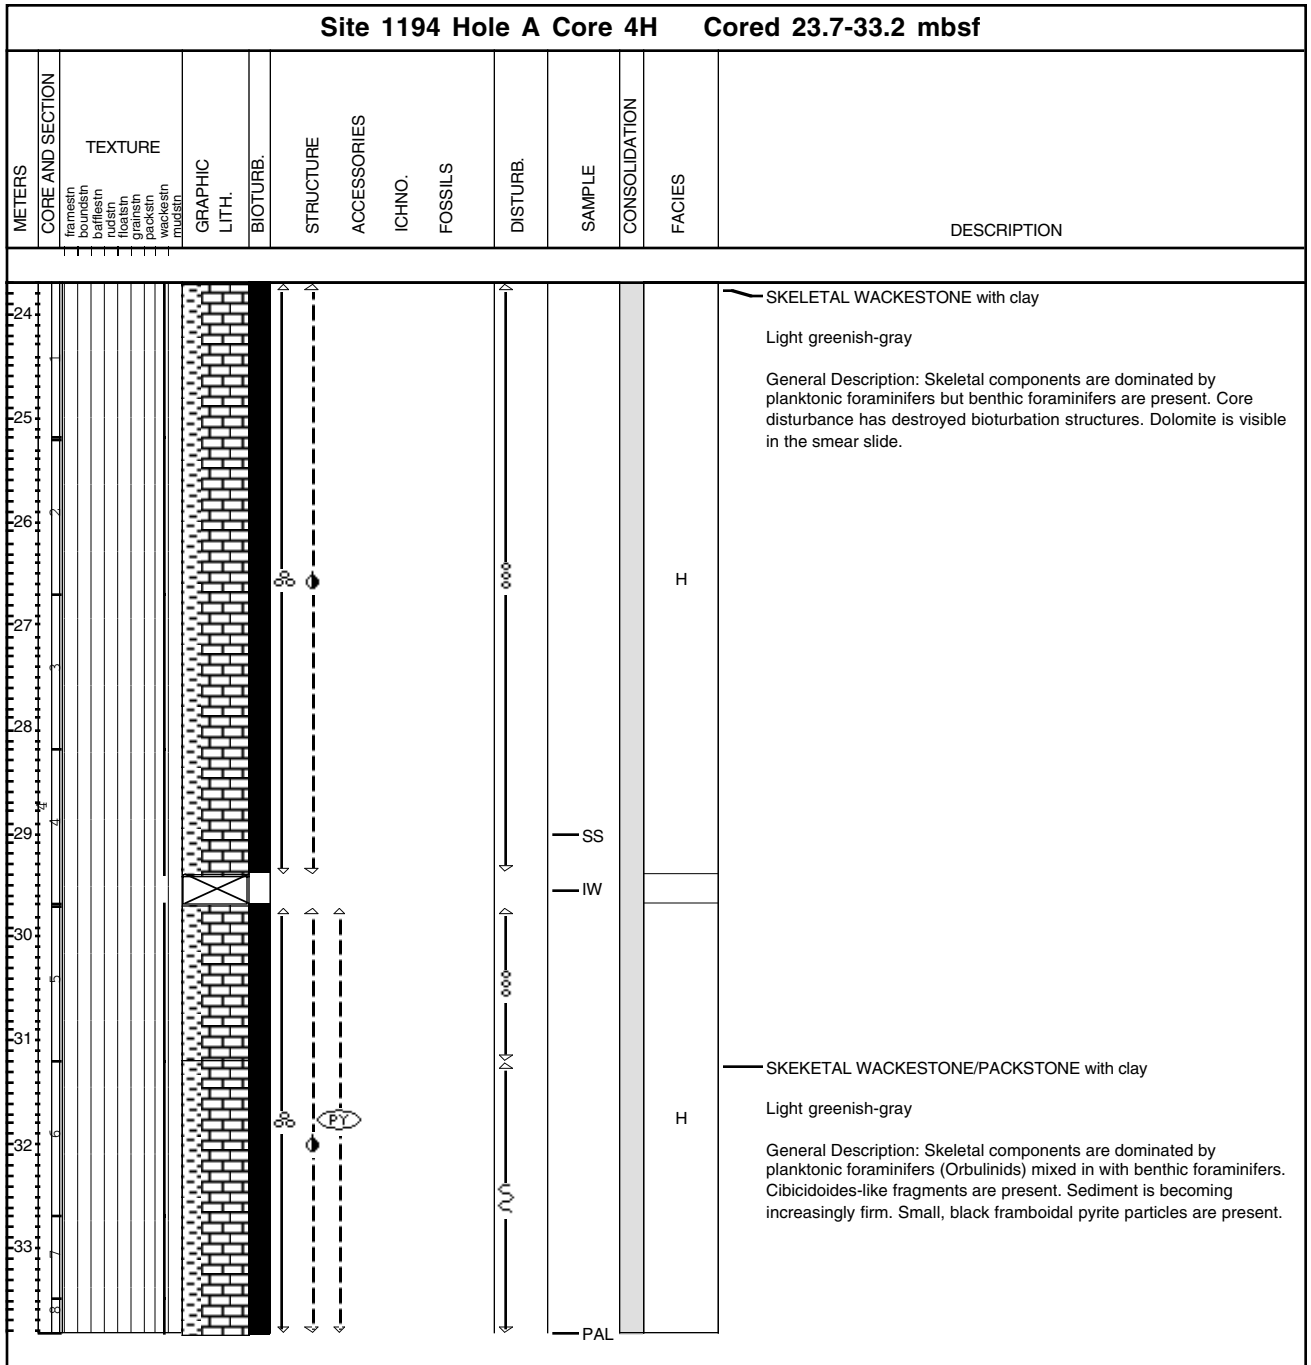 Site 1194 Hole A Core 4H Cored 23.7-33.2 mbsf
METERS
CORE AND SECTION
TEXTURE
framestn
boundstn
bafflestn
rudstn
floatstn
grainstn
packstn
wackestn
mudstn
GRAPHIC
LITH.
BIOTURB.
STRUCTURE
ACCESSORIES
ICHNO.
FOSSILS
DISTURB.
SAMPLE
CONSOLIDATION
FACIES
DESCRIPTION
24
25
26
27
28
29
30
31
32
33
4
1
2
3
4
5
6
7
8
PY
SS
IW
PAL
H
H
SKELETAL WACKESTONE with clay
Light greenish-gray
General Description: Skeletal components are dominated by
planktonic foraminifers but benthic foraminifers are present. Core
disturbance has destroyed bioturbation structures. Dolomite is visible
in the smear slide.
SKEKETAL WACKESTONE/PACKSTONE with clay
Light greenish-gray
General Description: Skeletal components are dominated by
planktonic foraminifers (Orbulinids) mixed in with benthic foraminifers.
Cibicidoides-like fragments are present. Sediment is becoming
increasingly firm. Small, black framboidal pyrite particles are present.